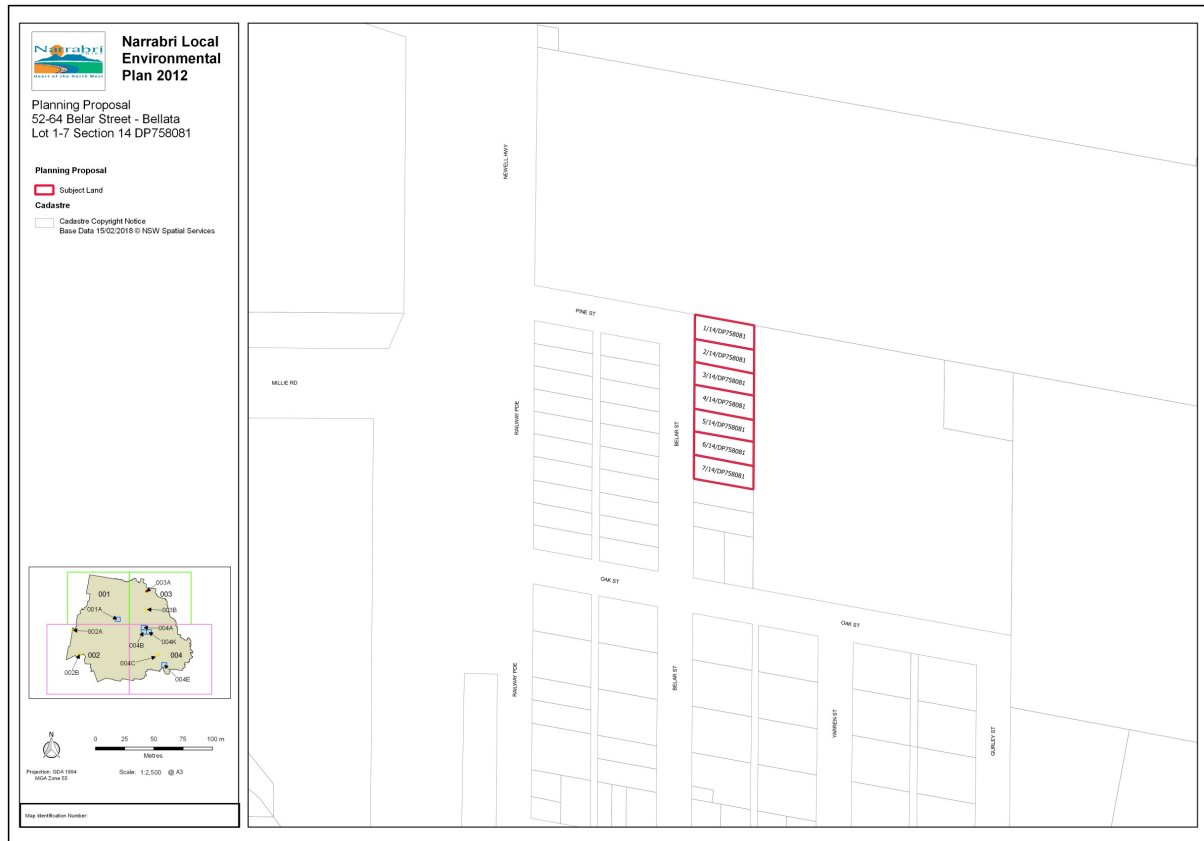 Narrabri
SHIRE
Heart of the North West
Narrabri Local
Environmental
Plan 2012
Planning Proposal
52-64 Belar Street - Bellata
Lot 1-7 Section 14 DP758081
Planning Proposal
Subject Land
Cadastre
Cadastre Copyright Notice
Base Data 15/02/2018 © NSW Spatial Services
003A
001
003
001A
003B
004A
002A
004B
004K
002
004C
004
002B
004E
N
0 25 50 75 100 m
Metres
Projection: GDA 1994
MGA Zone 55
Scale: 1:2,500 @ A3
Map Identification Number:
NEWELL HWY
PINE ST
1/14/DP758081
2/14/DP758081
3/14/DP758081
4/14/DP758081
5/14/DP758081
6/14/DP758081
7/14/DP758081
MILLIE RD
RAILWAY PDE
BELAR ST
OAK ST
OAK ST
RAILWAY PDE
BELAR ST
YARREN ST
GURLEY ST